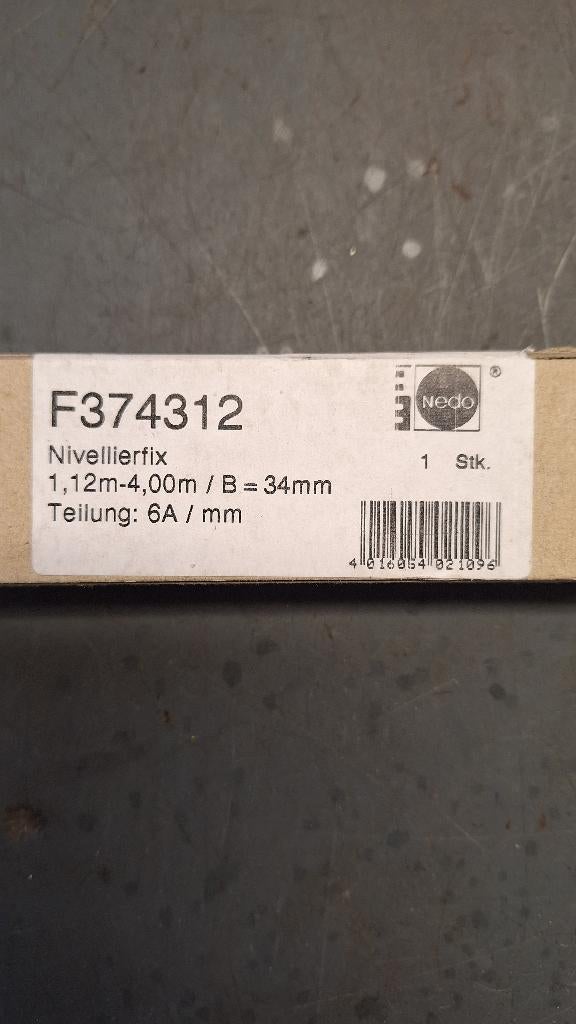 F374312
Nedo ®
Nivellierfix
1 Stk.
1,12m-4,00m / B = 34mm
Teilung: 6A / mm
4 016054 021096